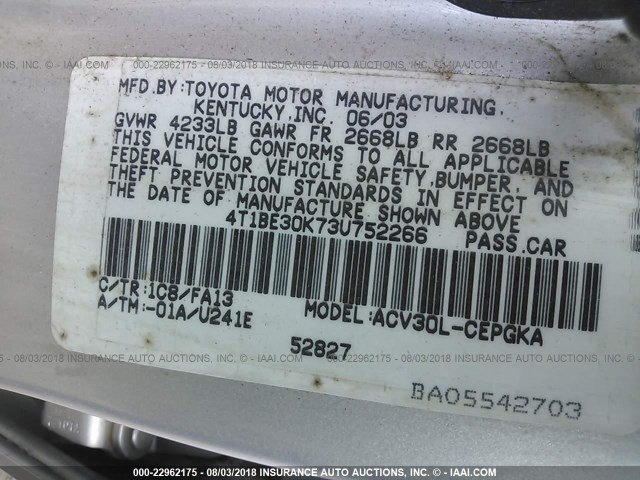 000-22962175 - 08/03/2018 - INSURANCE AUTO AUCTIONS, INC. - IAAI.COM
MFD.BY:TOYOTA MOTOR MANUFACTURING,
KENTUCKY,INC. 06/03
GVWR 4233LB GAWR FR 2668LB RR 2668LB
THIS VEHICLE CONFORMS TO ALL APPLICABLE
FEDERAL MOTOR VEHICLE SAFETY,BUMPER, AND
THEFT PREVENTION STANDARDS IN EFFECT ON
THE DATE OF MANUFACTURE SHOWN ABOVE
4T1BE30K73U752266 PASS.CAR
C/TR:1C8/FA13
A/TM:-01A/U241E
MODEL:ACV30L-CEPGKA
52827
BA05542703
000-22962175 - 08/03/2018 - INSURANCE AUTO AUCTIONS, INC. - IAAI.COM